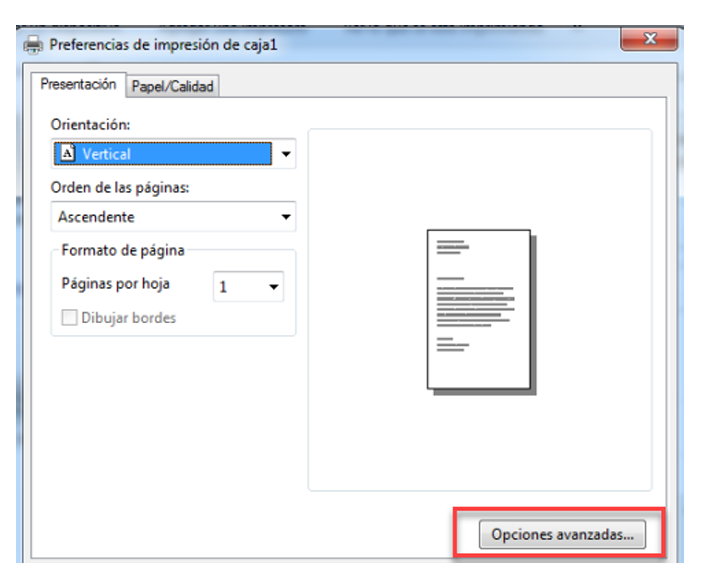 Preferencias de impresión de caja1
Presentación Papel/Calidad
Orientación:
Vertical
Orden de las páginas:
Ascendente
Formato de página
Páginas por hoja 1
Dibujar bordes
Opciones avanzadas...